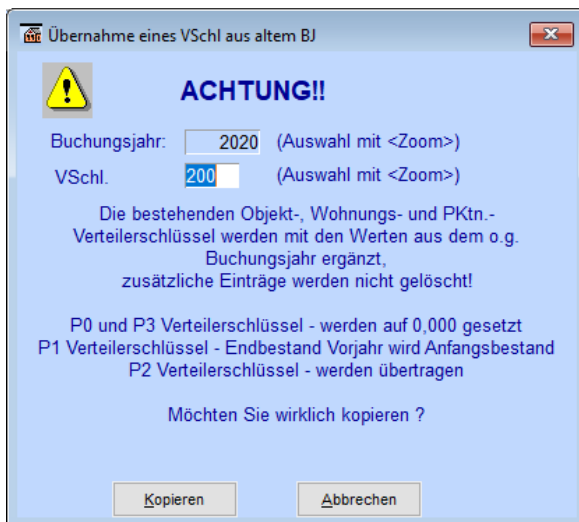 Übernahme eines VSchl aus altem BJ
ACHTUNG!!
Buchungsjahr: 2020 (Auswahl mit <Zoom>)
VSchl. 200 (Auswahl mit <Zoom>)
Die bestehenden Objekt-, Wohnungs- und PKtn.-
Verteilerschlüssel werden mit den Werten aus dem o.g.
Buchungsjahr ergänzt,
zusätzliche Einträge werden nicht gelöscht!
P0 und P3 Verteilerschlüssel - werden auf 0,000 gesetzt
P1 Verteilerschlüssel - Endbestand Vorjahr wird Anfangsbestand
P2 Verteilerschlüssel - werden übertragen
Möchten Sie wirklich kopieren ?
Kopieren Abbrechen